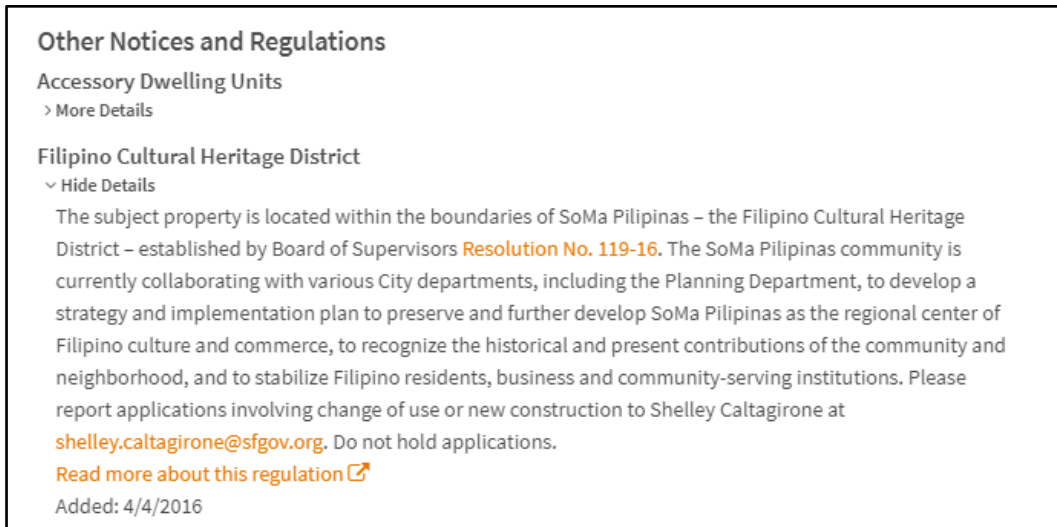 Other Notices and Regulations
Accessory Dwelling Units
> More Details
Filipino Cultural Heritage District
Hide Details
The subject property is located within the boundaries of SoMa Pilipinas – the Filipino Cultural Heritage
District – established by Board of Supervisors Resolution No. 119-16. The SoMa Pilipinas community is
currently collaborating with various City departments, including the Planning Department, to develop a
strategy and implementation plan to preserve and further develop SoMa Pilipinas as the regional center of
Filipino culture and commerce, to recognize the historical and present contributions of the community and
neighborhood, and to stabilize Filipino residents, business and community-serving institutions. Please
report applications involving change of use or new construction to Shelley Caltagirone at
shelley.caltagirone@sfgov.org. Do not hold applications.
Read more about this regulation
Added: 4/4/2016